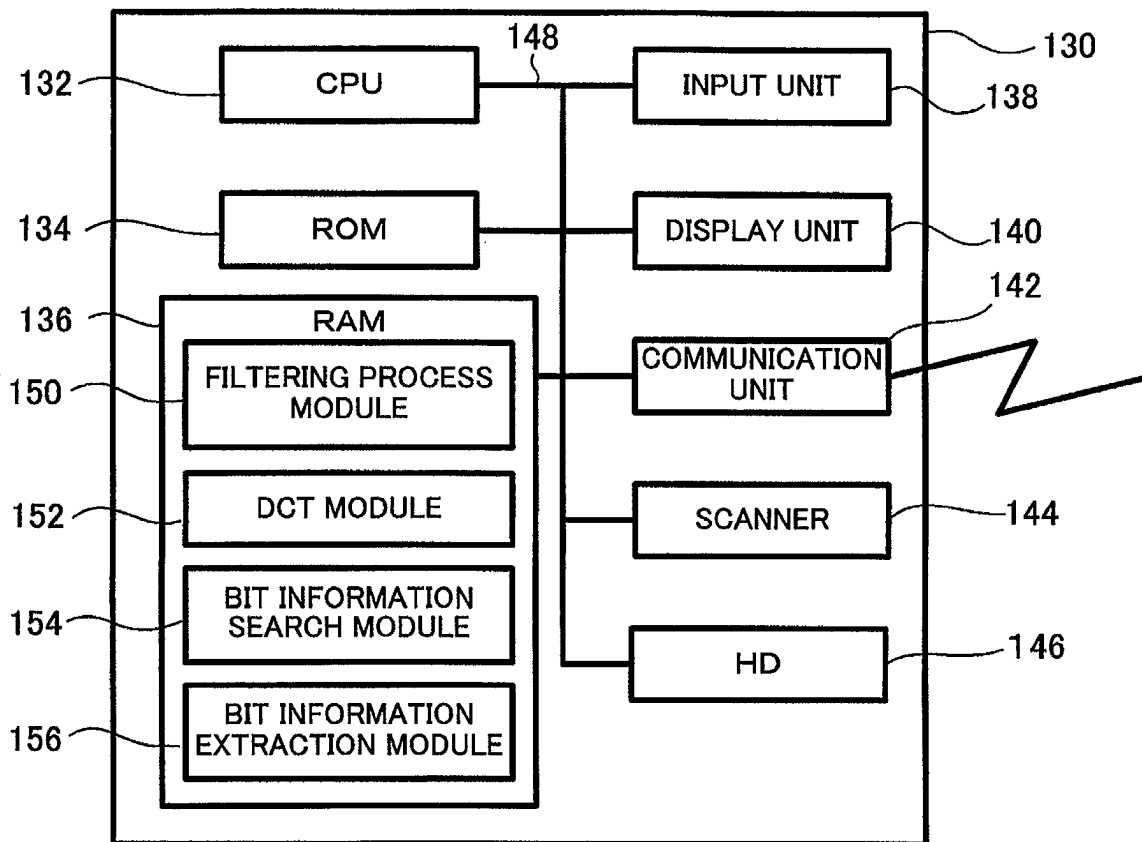 148
130
132
CPU
INPUT UNIT
138
134
ROM
DISPLAY UNIT
140
142
136
RAM
COMMUNICATION
UNIT
150
FILTERING PROCESS
MODULE
152
DCT MODULE
SCANNER
144
154
BIT INFORMATION
SEARCH MODULE
HD
146
156
BIT INFORMATION
EXTRACTION MODULE